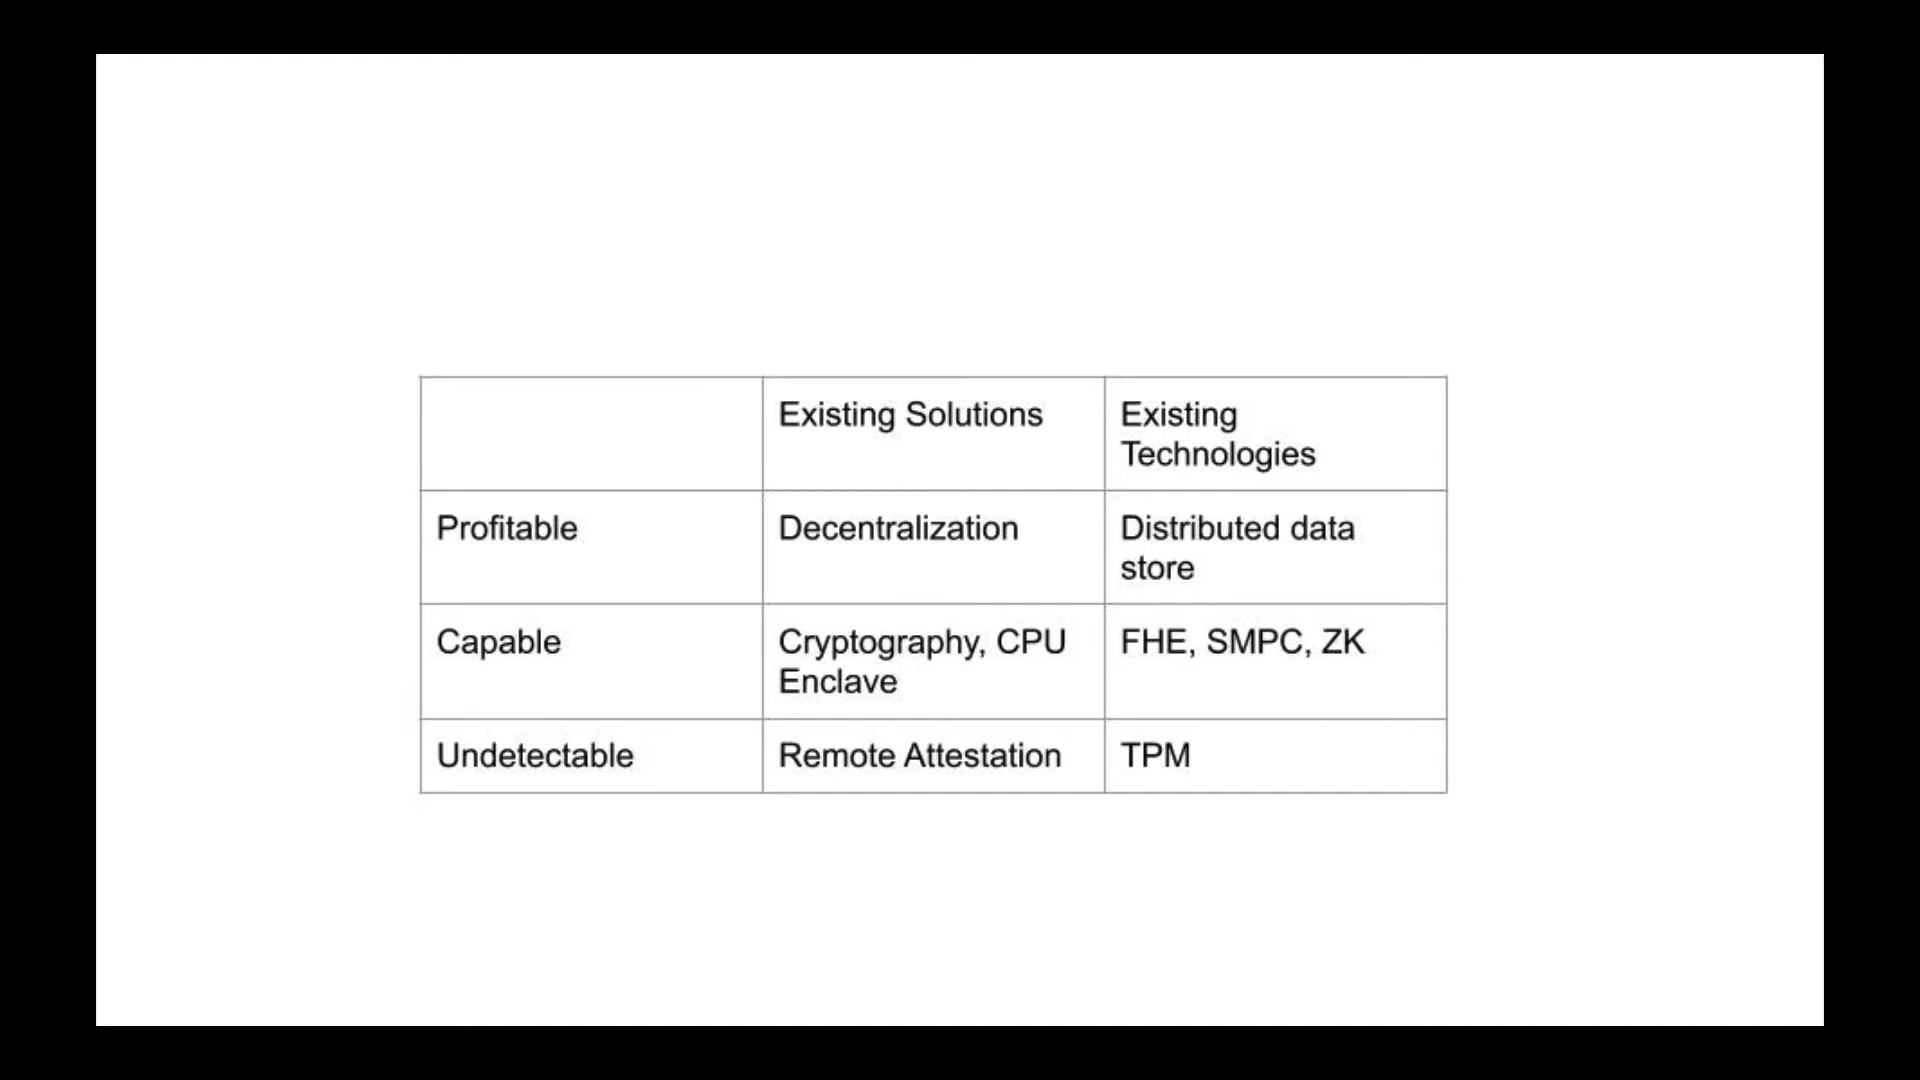 Existing Solutions
Existing
Technologies
Profitable
Decentralization
Distributed data
store
Capable
Cryptography, CPU
Enclave
FHE, SMPC, ZK
Undetectable
Remote Attestation
TPM